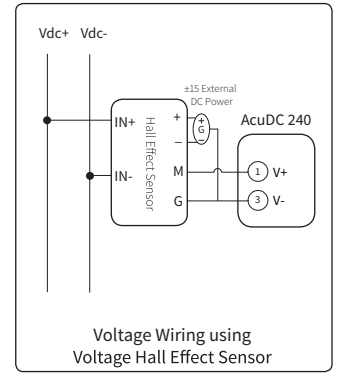 Vdc+ Vdc-
±15 External
DC Power
AcuDC 240
IN+
Hall Effect Sensor
+
+
G
−
−
IN-
M
1
V+
G
3
V-
Voltage Wiring using
Voltage Hall Effect Sensor